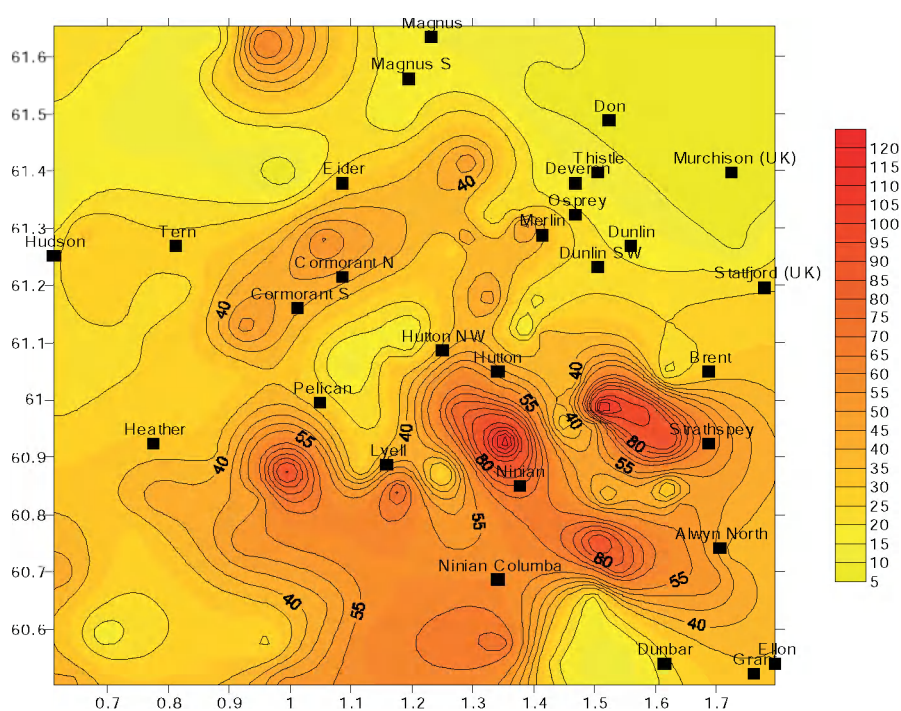 Magnus
Magnus S
Don
Thistle
Murchison (UK)
Deveron
Eider
Osprey
Merlin
Dunlin
Hudson
Tern
Dunlin SW
Cormorant N
Statfjord (UK)
Cormorant S
Hutton NW
Hutton
Brent
Pelican
Heather
Strathspey
Lyell
Ninian
Alwyn North
Ninian Columba
Dunbar
Ellon
Grant
40
40
40
55
40
80
55
40
55
40
80
55
55
80
55
40
55
40
61.6
61.5
61.4
61.3
61.2
61.1
61
60.9
60.8
60.7
60.6
0.7 0.8 0.9 1 1.1 1.2 1.3 1.4 1.5 1.6 1.7
120
115
110
105
100
95
90
85
80
75
70
65
60
55
50
45
40
35
30
25
20
15
10
5